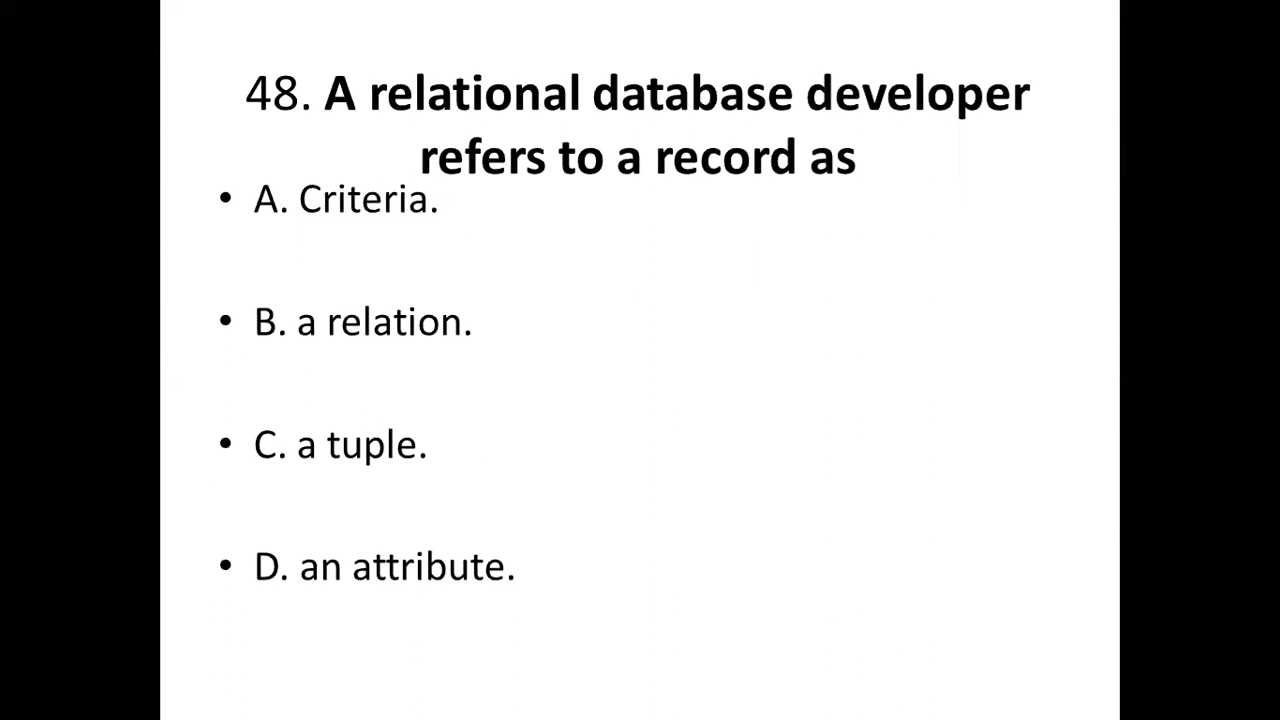 48. A relational database developer
refers to a record as
• A. Criteria.
• B. a relation.
• C. a tuple.
• D. an attribute.